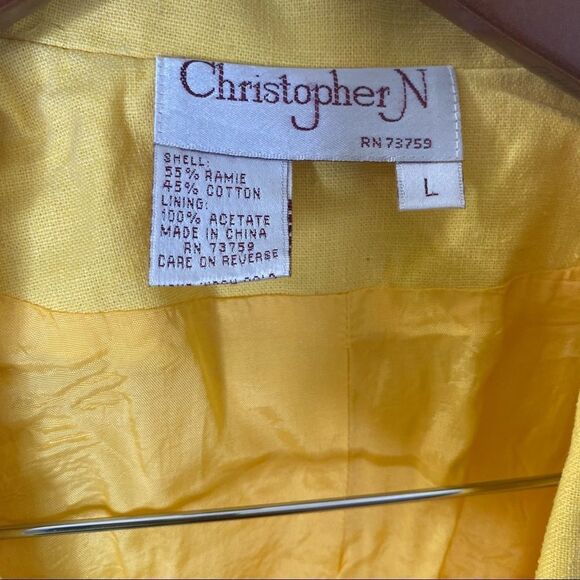 Christopher N
RN 73759
L
SHELL:
55% RAMIE
45% COTTON
LINING:
100% ACETATE
MADE IN CHINA
RN 73759
CARE ON REVERSE